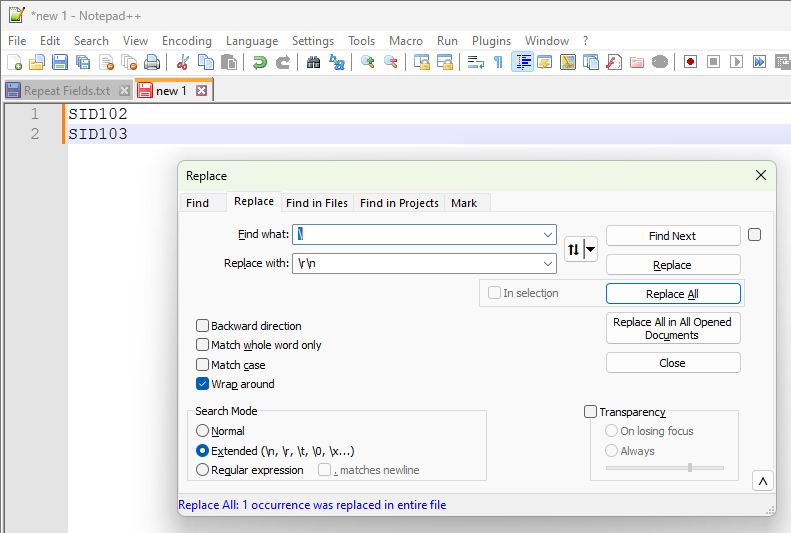 *new 1 - Notepad++
File Edit Search View Encoding Language Settings Tools Macro Run Plugins Window ?
Repeat Fields.txt new 1
1 SID102
2 SID103
Replace
Find Replace Find in Files Find in Projects Mark
Find what: \
Find Next
Replace with: \r\n
Replace
In selection
Replace All
Backward direction
Replace All in All Opened
Documents
Match whole word only
Match case
Close
Wrap around
Search Mode
Transparency
Normal
On losing focus
Extended (\n, \r, \t, \0, \x...)
Always
Regular expression
. matches newline
Replace All: 1 occurrence was replaced in entire file